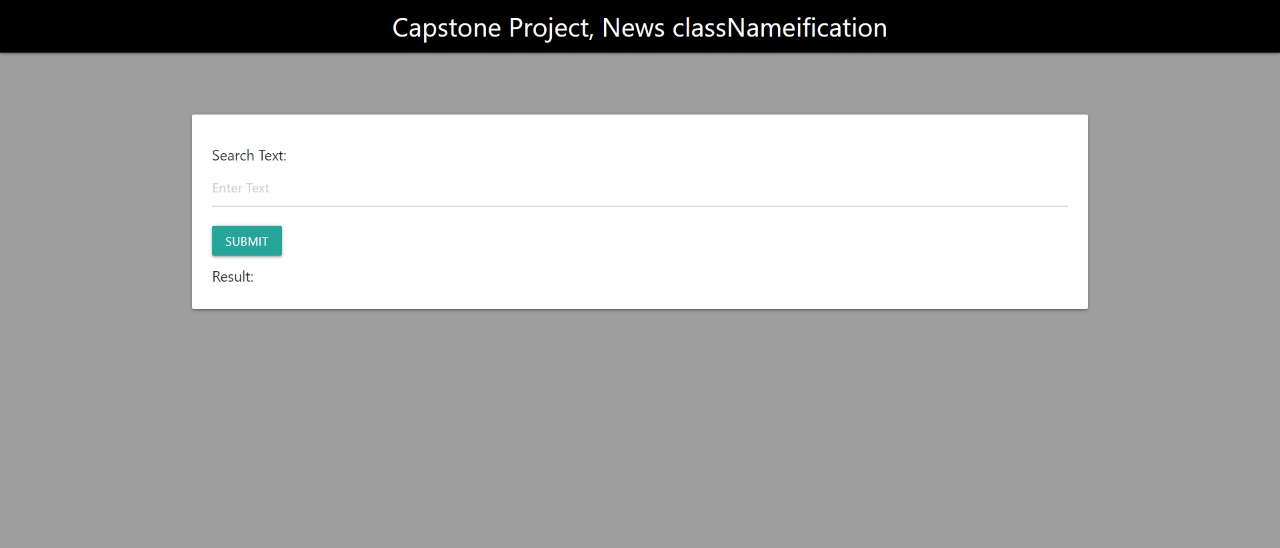 Capstone Project, News classNameification
Search Text:
Enter Text
SUBMIT
Result: